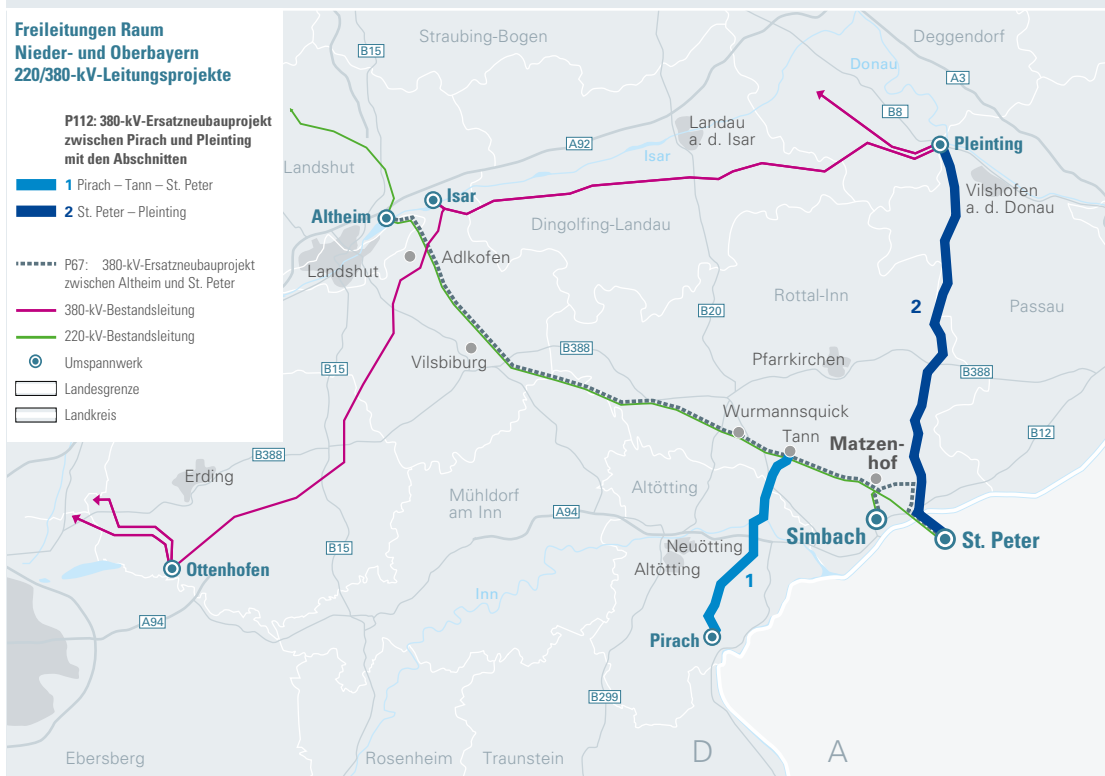 Freileitungen Raum
Nieder- und Oberbayern
220/380-kV-Leitungsprojekte
P112: 380-kV-Ersatzneubauprojekt
zwischen Pirach und Pleinting
mit den Abschnitten
1 Pirach – Tann – St. Peter
2 St. Peter – Pleinting
P67: 380-kV-Ersatzneubauprojekt
zwischen Altheim und St. Peter
380-kV-Bestandsleitung
220-kV-Bestandsleitung
Umspannwerk
Landesgrenze
Landkreis
Straubing-Bogen
Deggendorf
B15
Donau
A3
B8
Landau
a. d. Isar
A92
Isar
Pleinting
Landshut
Vilshofen
a. d. Donau
Isar
Altheim
Dingolfing-Landau
Adlkofen
Landshut
Rottal-Inn
Passau
2
B20
Vilsbiburg
B388
Pfarrkirchen
B15
B388
Wurmannsquick
Tann
Matzen-
hof
B12
B388
Erding
Altötting
Mühldorf
am Inn
A94
Simbach
St. Peter
Neuötting
Altötting
B15
Ottenhofen
1
Inn
A94
Pirach
B299
D
A
Ebersberg
Rosenheim
Traunstein